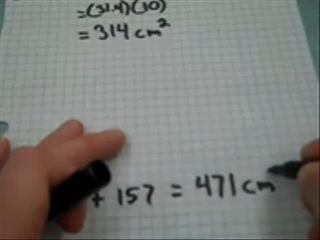 =(31.4)(10)
= 314 cm²
+ 157 = 471 cm